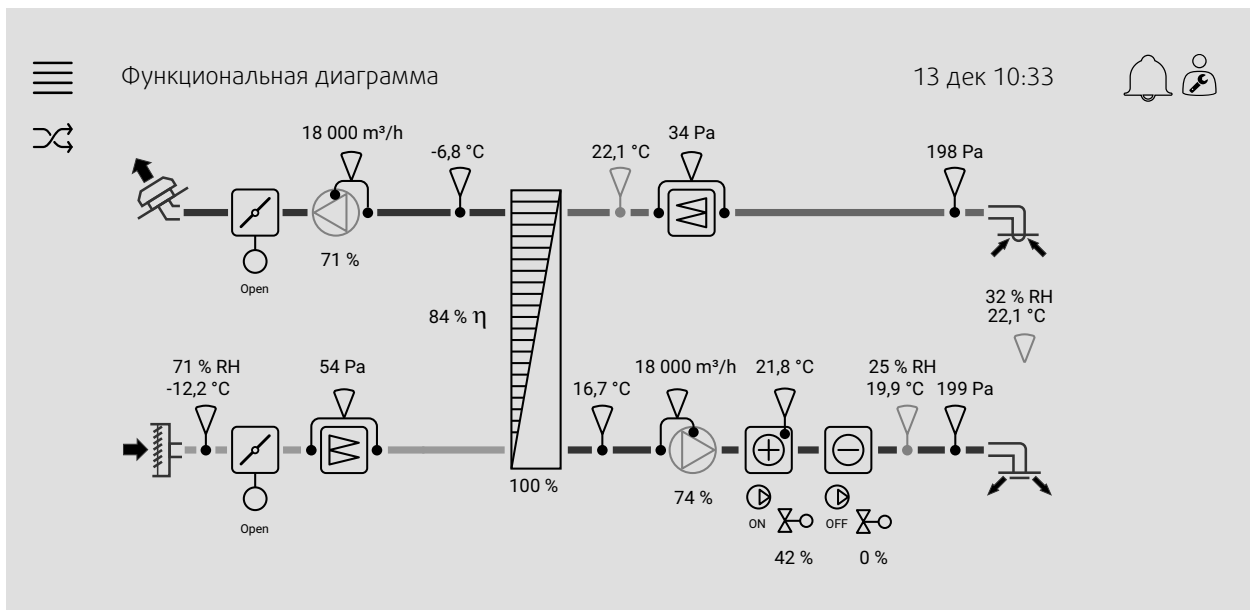 Функциональная диаграмма
13 дек 10:33
18 000 m³/h
-6,8 °C
22,1 °C
34 Pa
198 Pa
71 %
Open
84 % η
32 % RH
22,1 °C
71 % RH
-12,2 °C
54 Pa
16,7 °C
18 000 m³/h
21,8 °C
25 % RH
19,9 °C
199 Pa
Open
100 %
74 %
ON
OFF
42 %
0 %